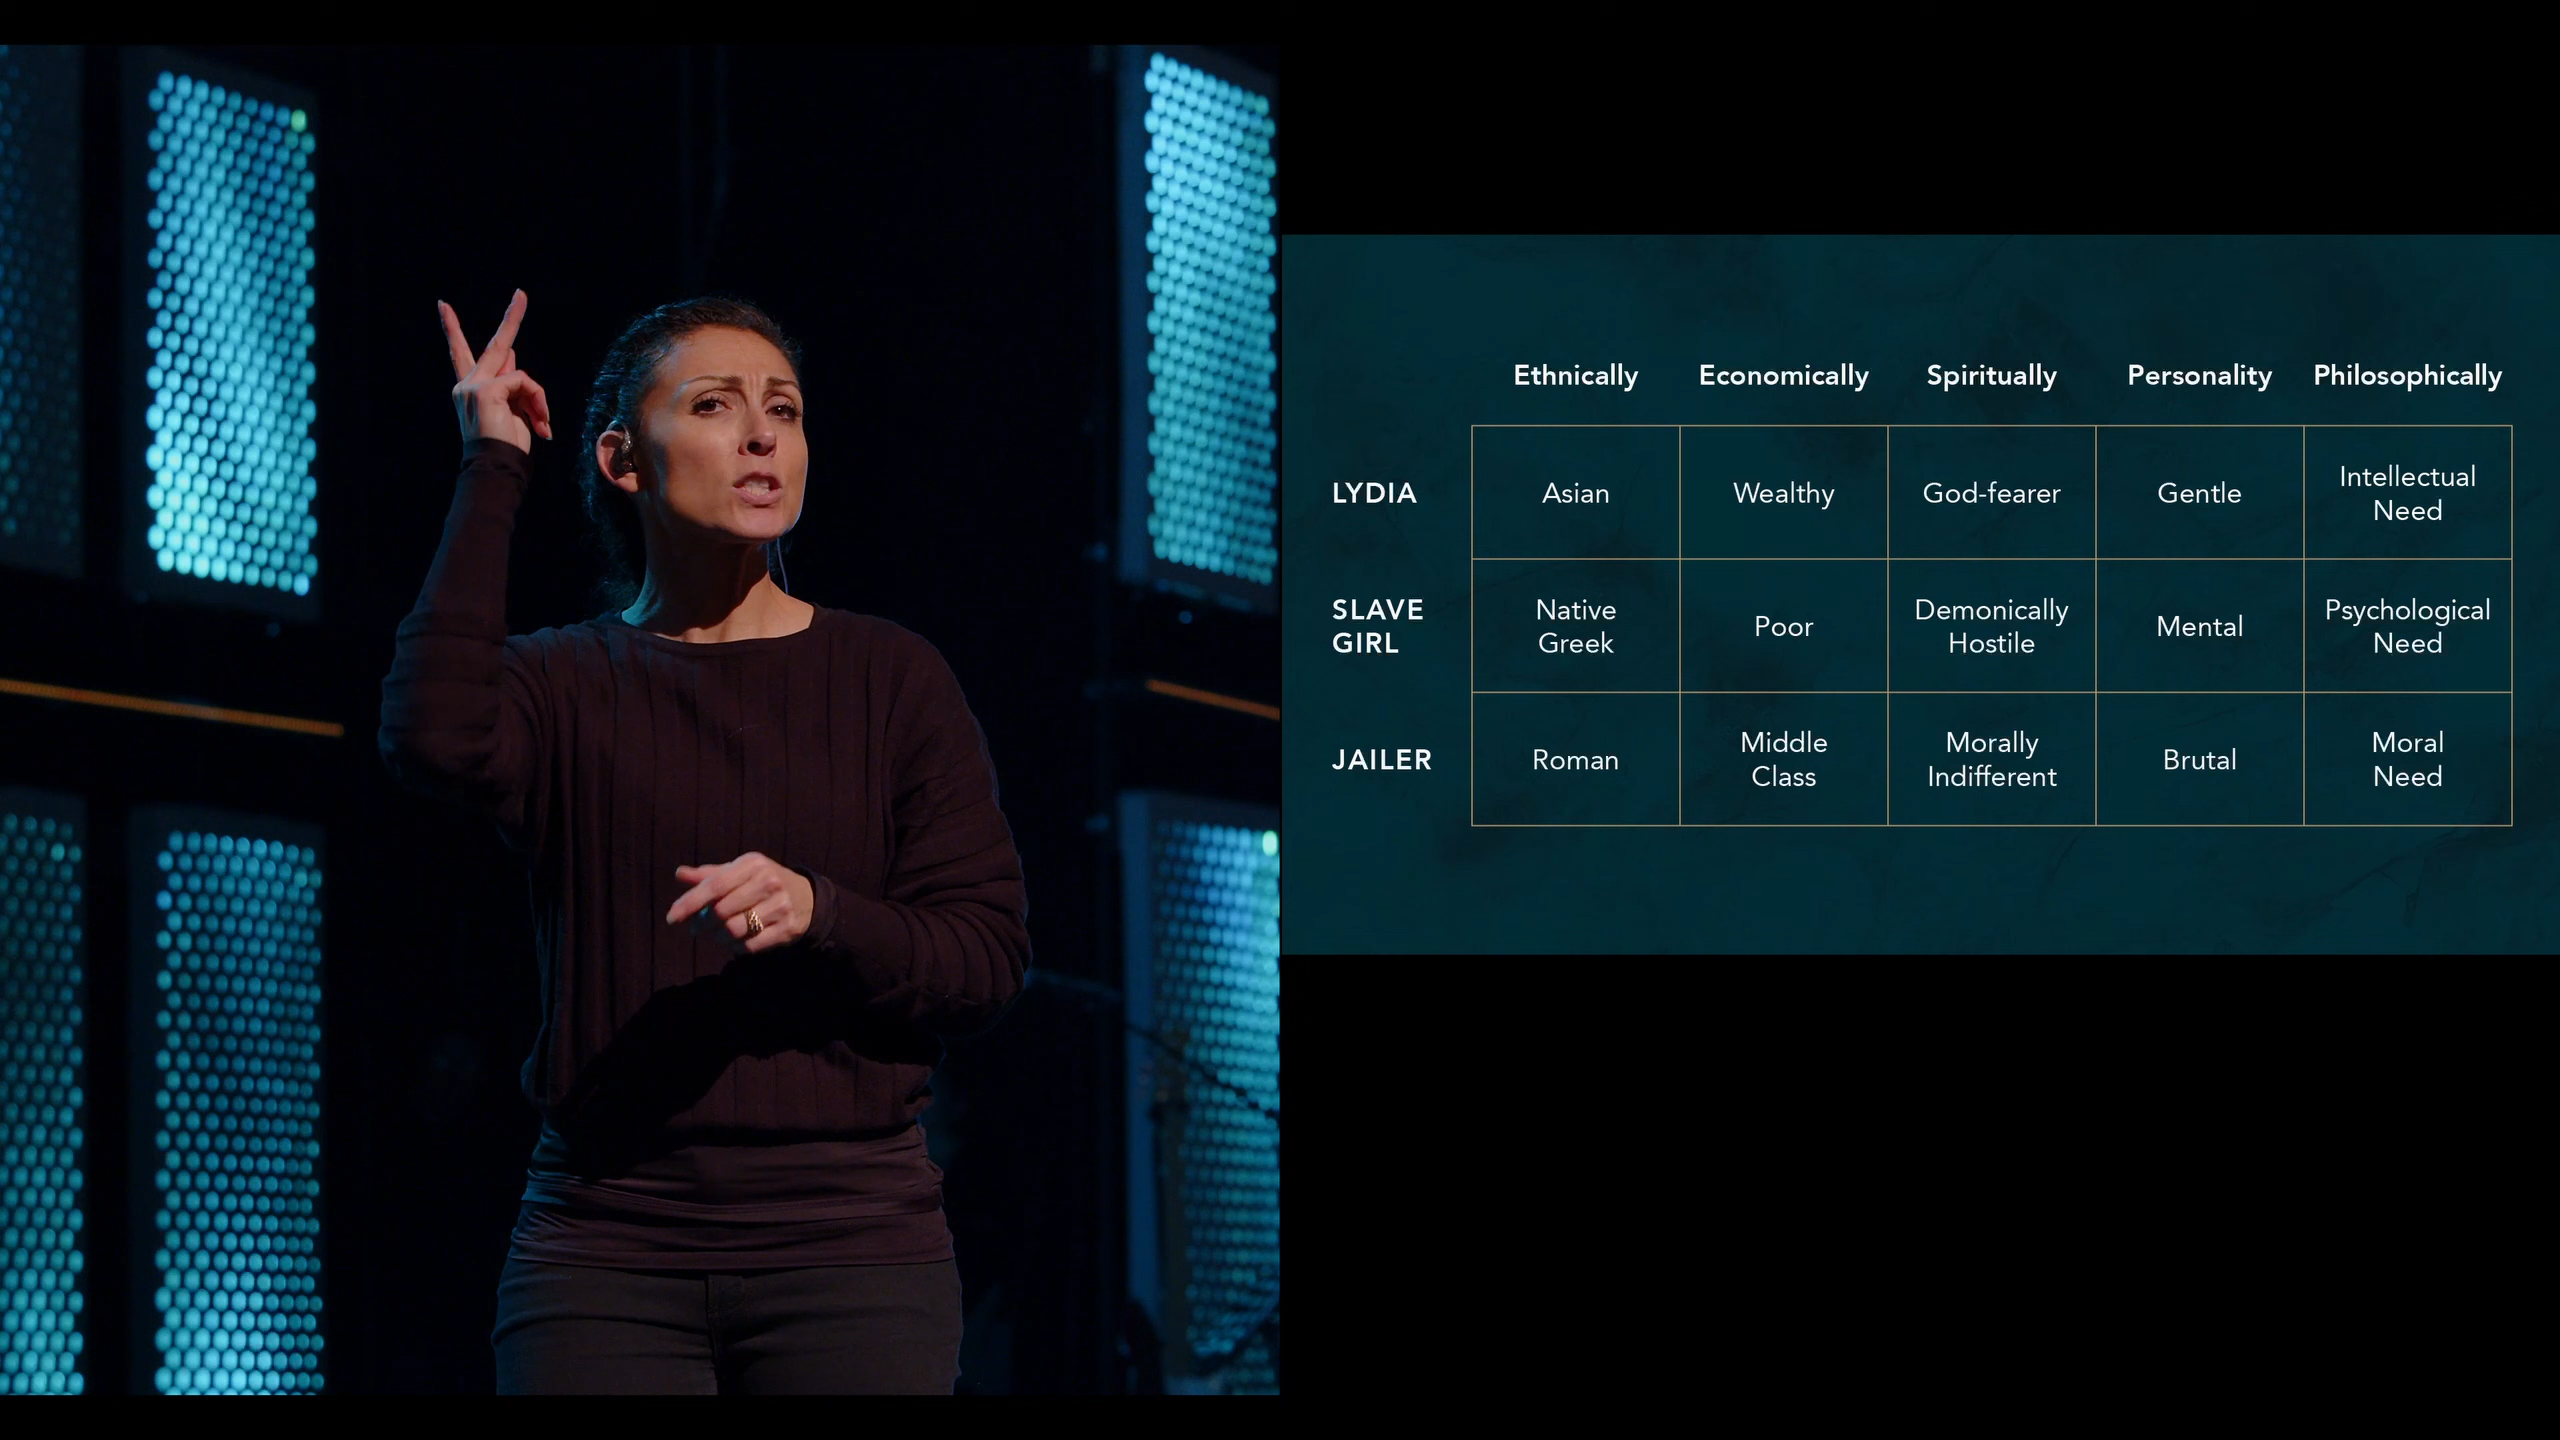 Ethnically Economically Spiritually Personality Philosophically
LYDIA Asian Wealthy God-fearer Gentle Intellectual Need
SLAVE GIRL Native Greek Poor Demonically Hostile Mental Psychological Need
JAILER Roman Middle Class Morally Indifferent Brutal Moral Need